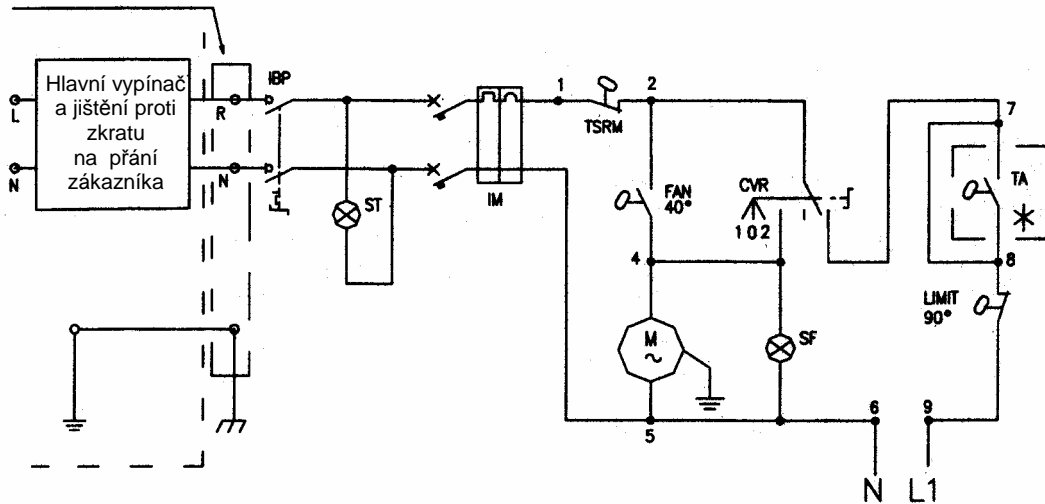 Hlavní vypínač
a jištění proti
zkratu
na přání
zákazníka
L
N
R
N
IBP
ST
IM
1
TSRM
2
FAN
40°
CVR
1 0 2
4
M
~
5
SF
6
N
9
L1
7
TA
8
LIMIT
90°